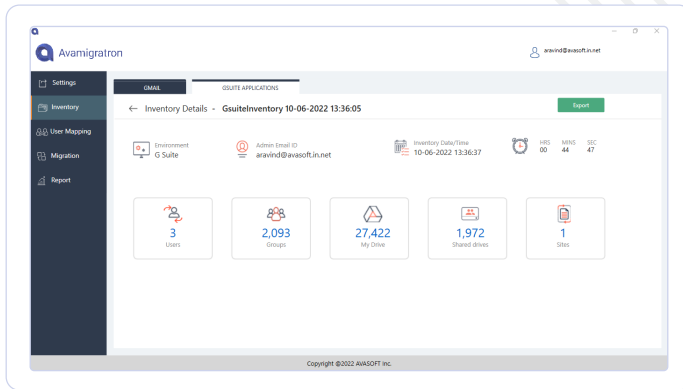 Avamigratron
aravind@avasoft.in.net
Settings
Inventory
User Mapping
Migration
Report
GMAIL
GSUITE APPLICATIONS
← Inventory Details - GsuiteInventory 10-06-2022 13:36:05
Export
Environment
G Suite
Admin Email ID
aravind@avasoft.in.net
Inventory Date/Time
10-06-2022 13:36:37
HRS MINS SEC
00 44 47
3
Users
2,093
Groups
27,422
My Drive
1,972
Shared drives
1
Sites
Copyright @2022 AVASOFT Inc.